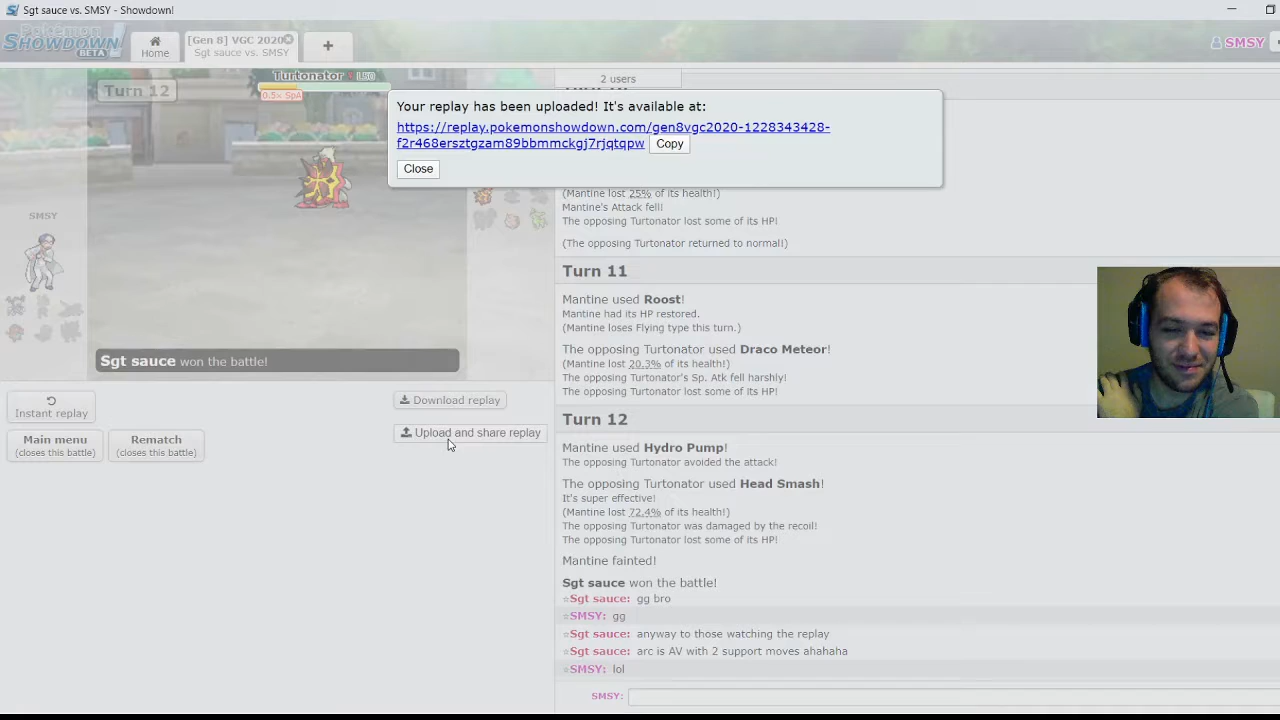 Sgt sauce vs. SMSY - Showdown!
Pokémon
SHOWDOWN!
BETA
Home
[Gen 8] VGC 2020
Sgt sauce vs. SMSY
+
SMSY
Turn 12
Turtonator L50
0.5× SpA
SMSY
Sgt sauce won the battle!
Instant replay
Download replay
Upload and share replay
Main menu
(closes this battle)
Rematch
(closes this battle)
2 users
Your replay has been uploaded! It's available at:
https://replay.pokemonshowdown.com/gen8vgc2020-1228343428-
f2r468ersztgzam89bbmmckgj7rjqtqpw Copy
Close
(Mantine lost 25% of its health!)
Mantine's Attack fell!
The opposing Turtonator lost some of its HP!
(The opposing Turtonator returned to normal!)
Turn 11
Mantine used Roost!
Mantine had its HP restored.
(Mantine loses Flying type this turn.)
The opposing Turtonator used Draco Meteor!
(Mantine lost 20.3% of its health!)
The opposing Turtonator's Sp. Atk fell harshly!
The opposing Turtonator lost some of its HP!
Turn 12
Mantine used Hydro Pump!
The opposing Turtonator avoided the attack!
The opposing Turtonator used Head Smash!
It's super effective!
(Mantine lost 72.4% of its health!)
The opposing Turtonator was damaged by the recoil!
The opposing Turtonator lost some of its HP!
Mantine fainted!
Sgt sauce won the battle!
☆Sgt sauce: gg bro
☆SMSY: gg
☆Sgt sauce: anyway to those watching the replay
☆Sgt sauce: arc is AV with 2 support moves ahahaha
☆SMSY: lol
SMSY: